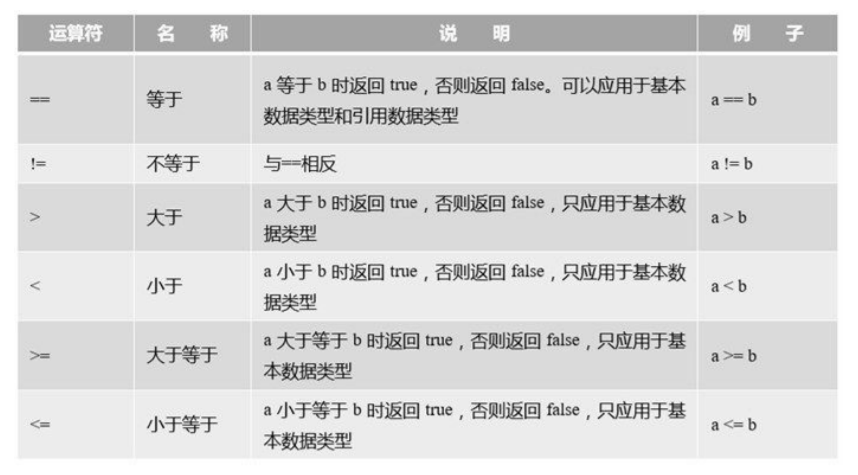 运算符 名 称 说 明 例 子
== 等于 a 等于 b 时返回 true，否则返回 false。可以应用于基本
数据类型和引用数据类型 a == b
!= 不等于 与==相反 a != b
> 大于 a 大于 b 时返回 true，否则返回 false，只应用于基本数
据类型 a > b
< 小于 a 小于 b 时返回 true，否则返回 false，只应用于基本数
据类型 a < b
>= 大于等于 a 大于等于 b 时返回 true，否则返回 false，只应用于基
本数据类型 a >= b
<= 小于等于 a 小于等于 b 时返回 true，否则返回 false，只应用于基
本数据类型 a <= b